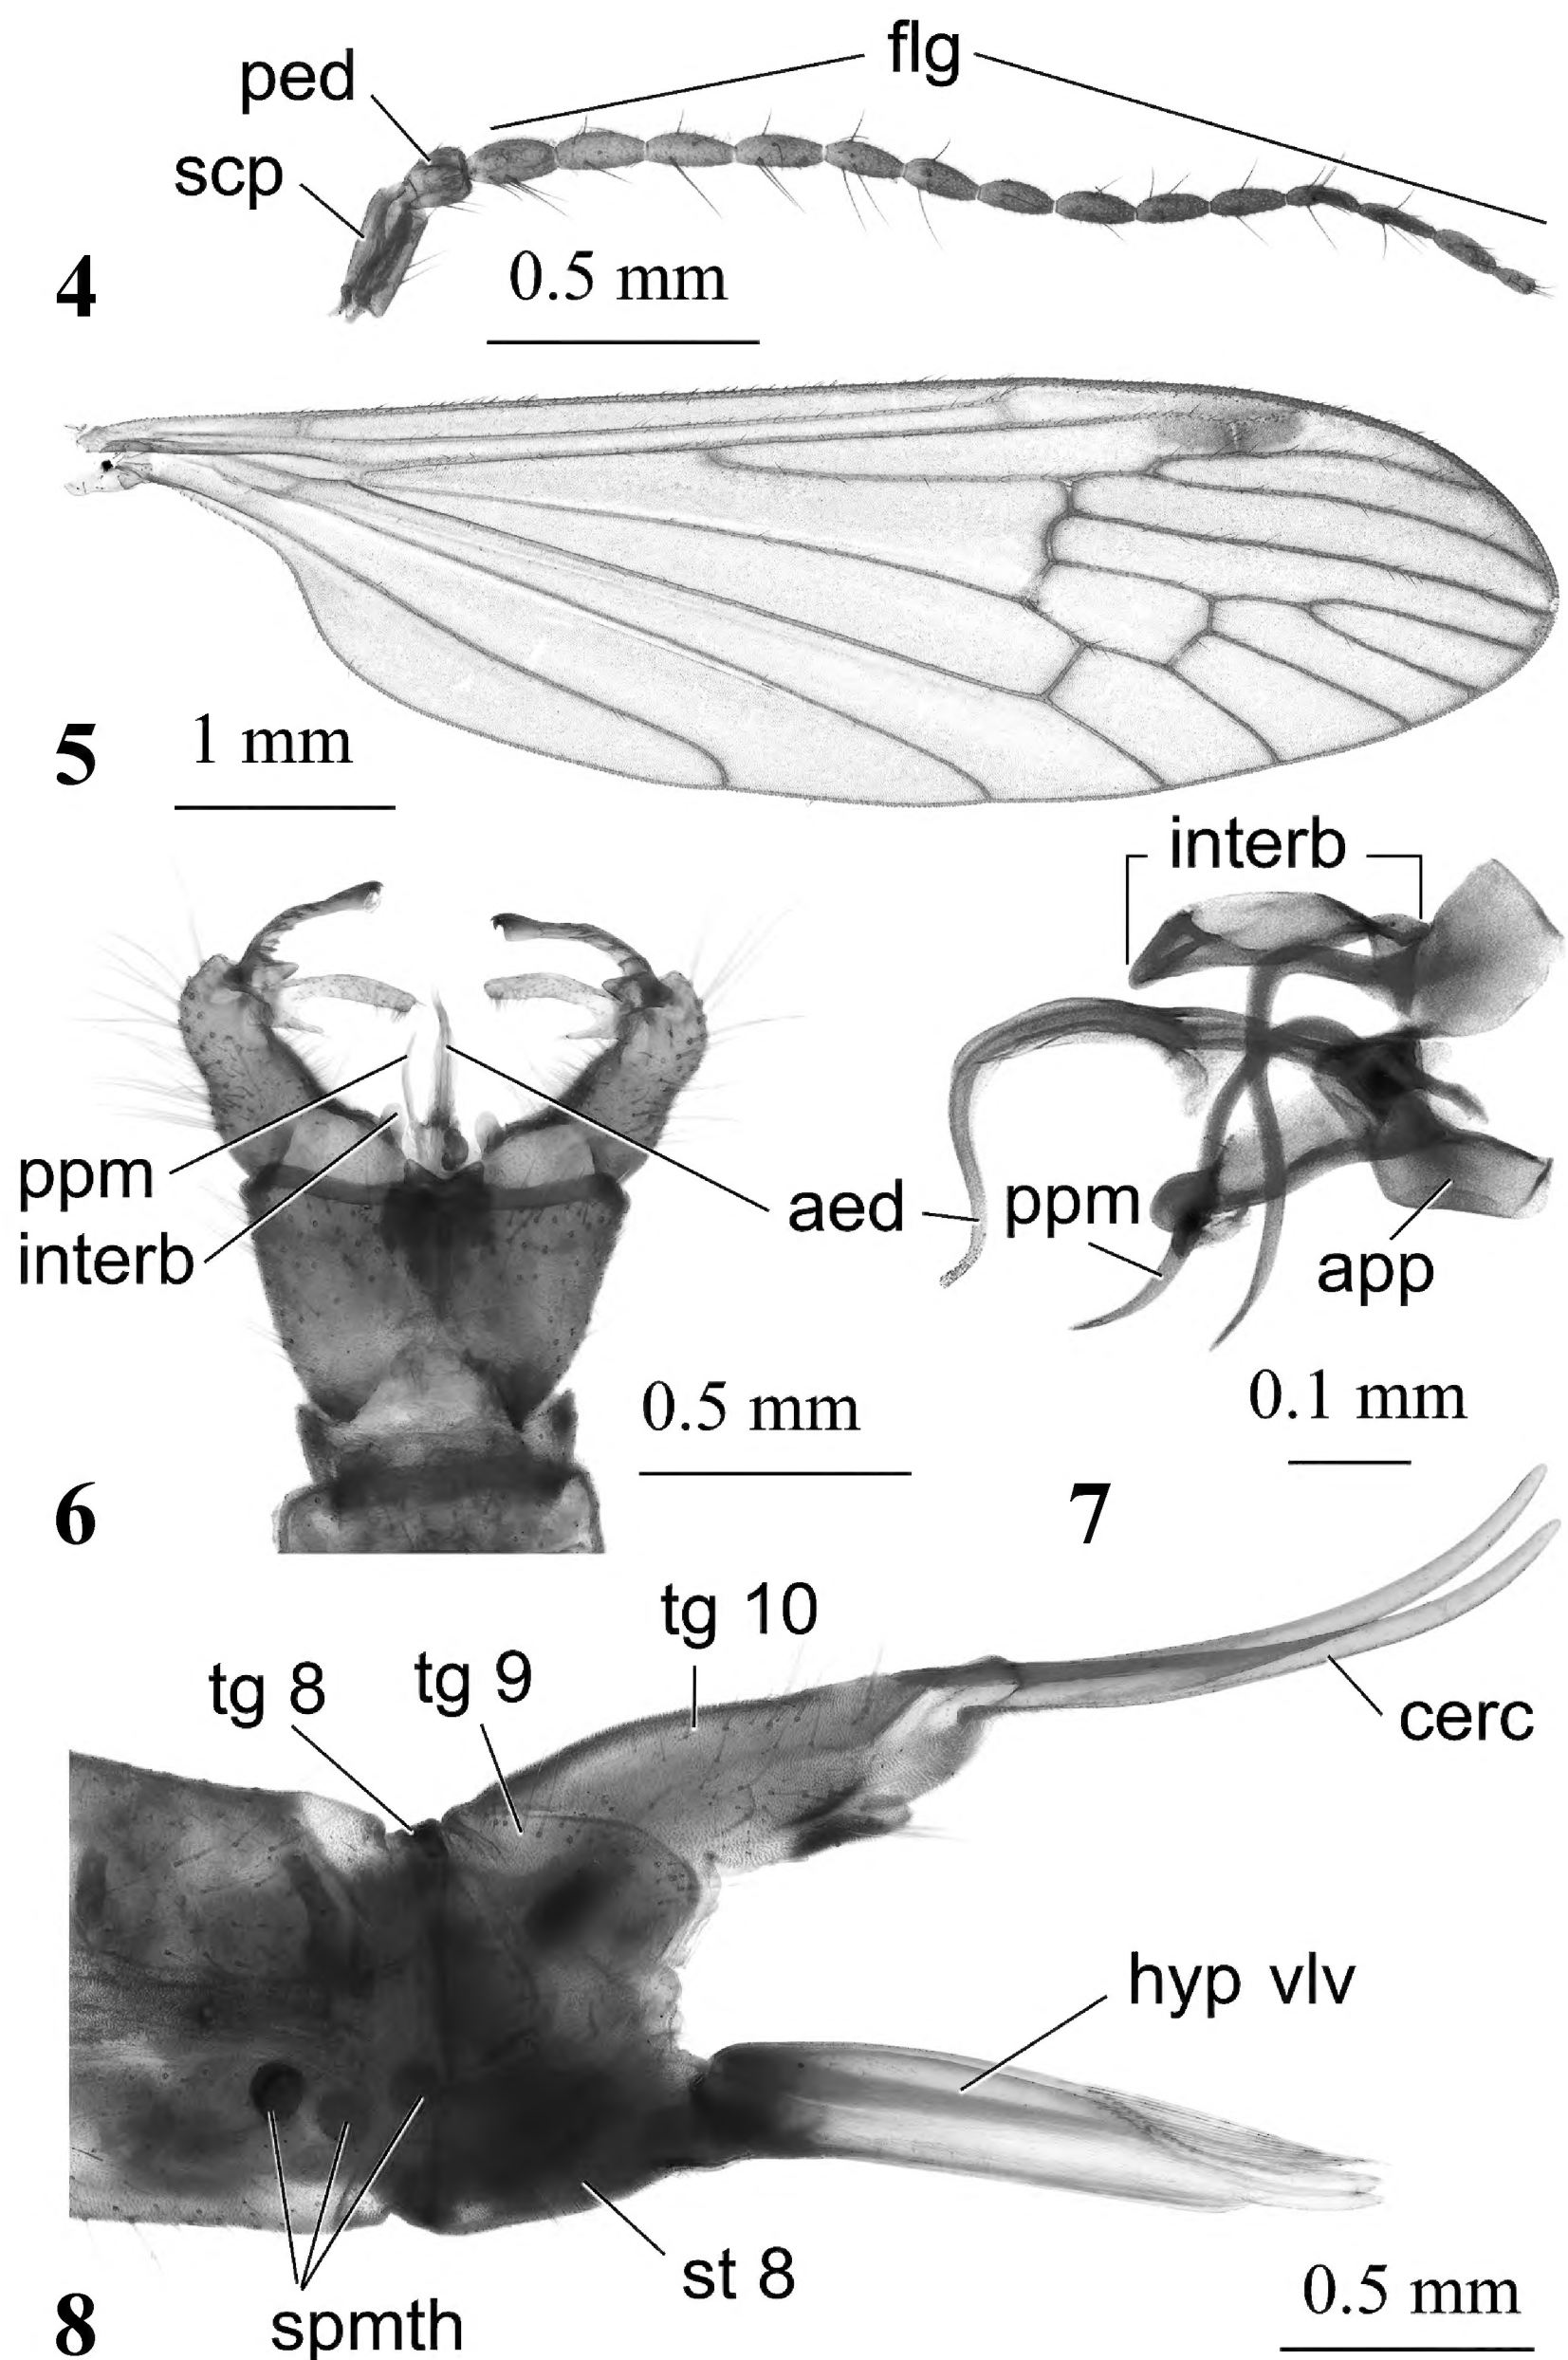 flg
ped
scp
4
0.5 mm
5
1 mm
interb
ppm
interb
aed
ppm
app
0.5 mm
0.1 mm
6
7
tg 10
tg 8
tg 9
cerc
hyp vlv
st 8
spmth
8
0.5 mm